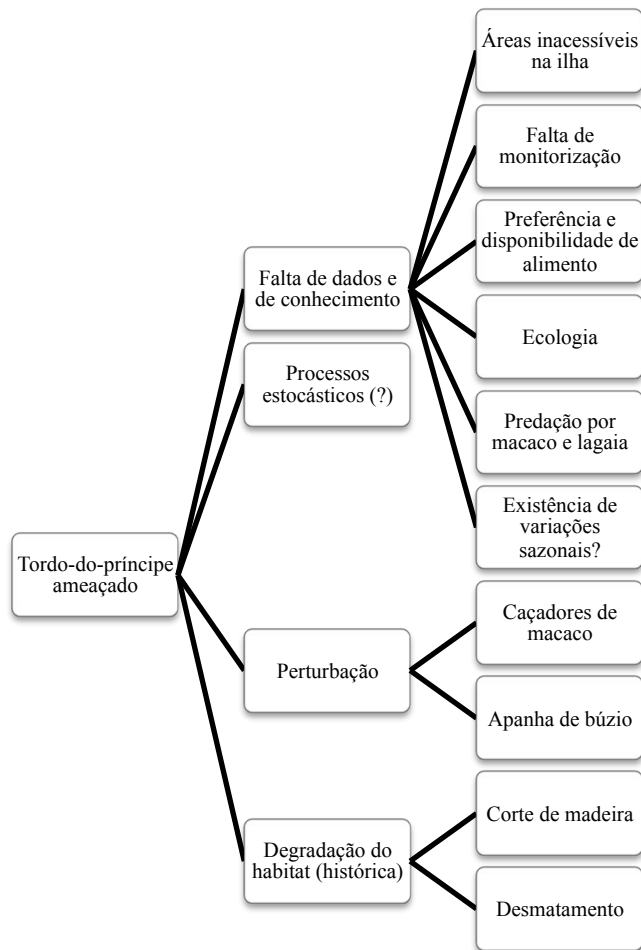 Tordo-do-príncipe
ameaçado
Falta de dados e
de conhecimento
Áreas inacessíveis
na ilha
Falta de
monitorização
Preferência e
disponibilidade de
alimento
Ecologia
Predação por
macaco e lagaia
Existência de
variações
sazonais?
Processos
estocásticos (?)
Perturbação
Caçadores de
macaco
Apanha de búzio
Degradação do
habitat (histórica)
Corte de madeira
Desmatamento